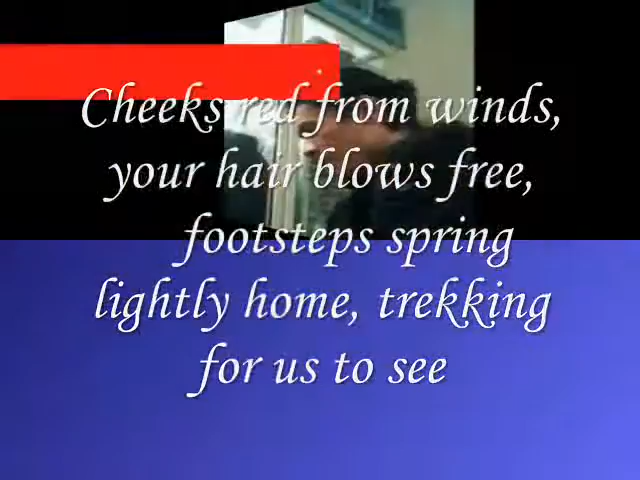 Cheeks red from winds,
your hair blows free,
footsteps spring
lightly home, trekking
for us to see